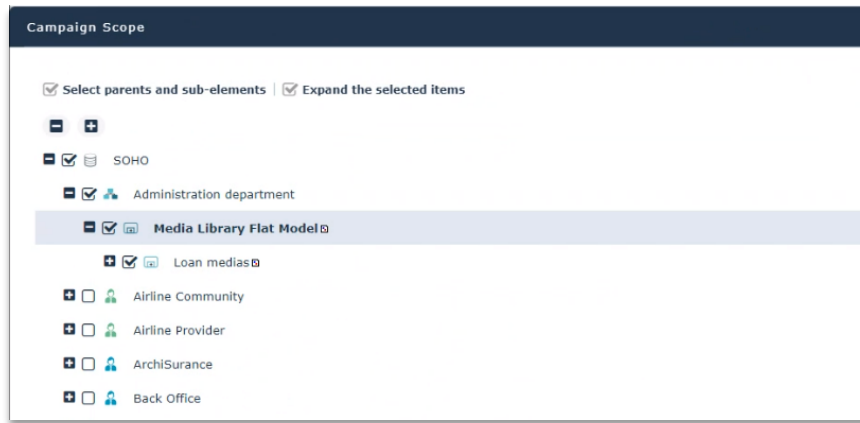 Campaign Scope
Select parents and sub-elements | Expand the selected items
SOHO
Administration department
Media Library Flat Model
Loan medias
Airline Community
Airline Provider
ArchiSurance
Back Office